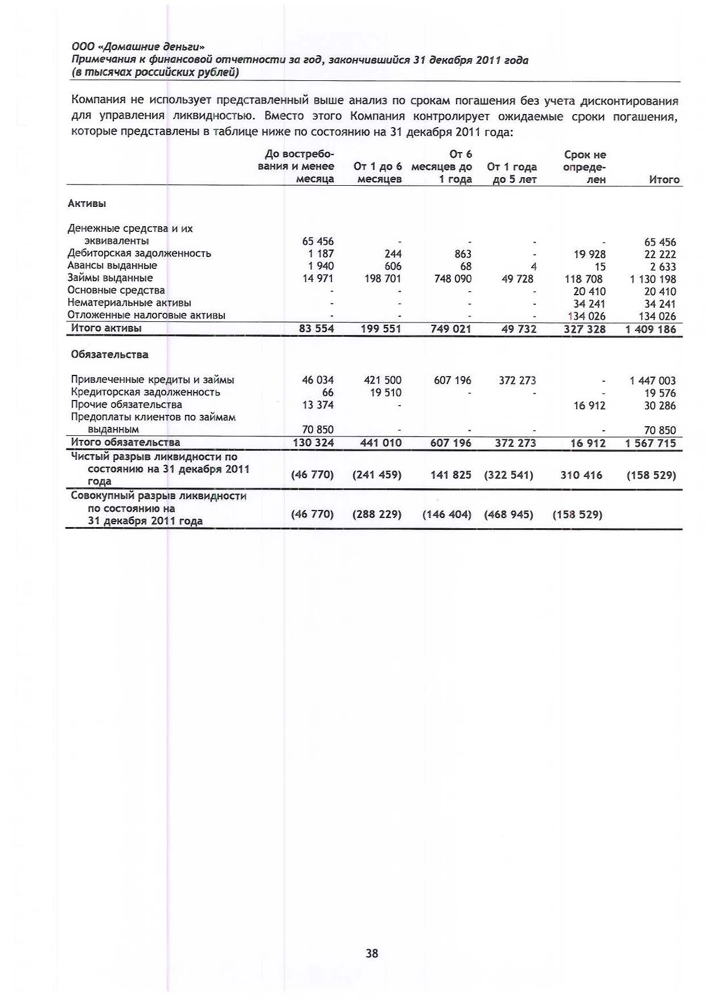 ООО «Домашние деньги»
Примечания к финансовой отчетности за год, закончившийся 31 декабря 2011 года
(в тысячах российских рублей)
Компания не использует представленный выше анализ по срокам погашения без учета дисконтирования
для управления ликвидностью. Вместо этого Компания контролирует ожидаемые сроки погашения,
которые представлены в таблице ниже по состоянию на 31 декабря 2011 года:
До востребо- От 6 Срок не
вания и менее От 1 до 6 месяцев до От 1 года опреде-
месяца месяцев 1 года до 5 лет лен Итого
Активы
Денежные средства и их
эквиваленты 65 456 - - - - 65 456
Дебиторская задолженность 1 187 244 863 - 19 928 22 222
Авансы выданные 1 940 606 68 4 15 2 633
Займы выданные 14 971 198 701 748 090 49 728 118 708 1 130 198
Основные средства - - - - 20 410 20 410
Нематериальные активы - - - - 34 241 34 241
Отложенные налоговые активы - - - - 134 026 134 026
Итого активы 83 554 199 551 749 021 49 732 327 328 1 409 186
Обязательства
Привлеченные кредиты и займы 46 034 421 500 607 196 372 273 - 1 447 003
Кредиторская задолженность 66 19 510 - - - 19 576
Прочие обязательства 13 374 - 16 912 30 286
Предоплаты клиентов по займам
выданным 70 850 - - - - 70 850
Итого обязательства 130 324 441 010 607 196 372 273 16 912 1 567 715
Чистый разрыв ликвидности по
состоянию на 31 декабря 2011
года (46 770) (241 459) 141 825 (322 541) 310 416 (158 529)
Совокупный разрыв ликвидности
по состоянию на
31 декабря 2011 года (46 770) (288 229) (146 404) (468 945) (158 529)
38